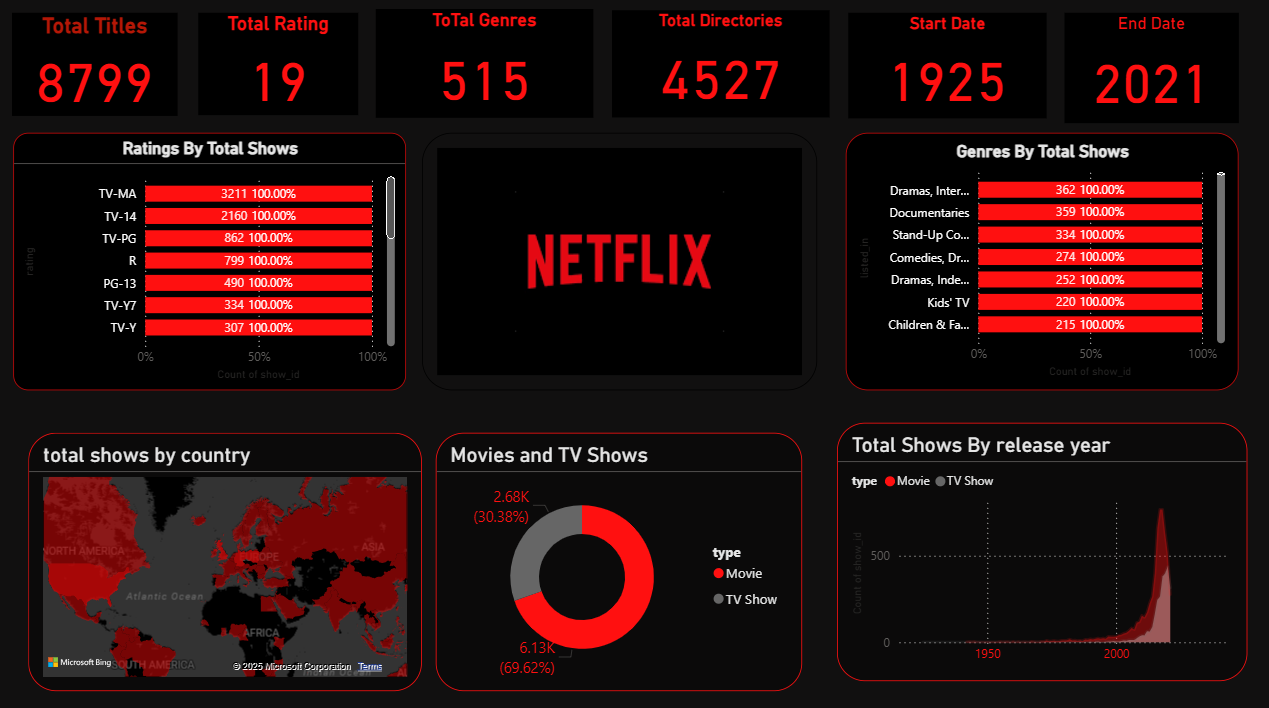 Total Titles
8799
Total Rating
19
ToTal Genres
515
Total Directories
4527
Start Date
1925
End Date
2021
Ratings By Total Shows
rating
TV-MA 3211 100.00%
TV-14 2160 100.00%
TV-PG 862 100.00%
R 799 100.00%
PG-13 490 100.00%
TV-Y7 334 100.00%
TV-Y 307 100.00%
0% 50% 100%
Count of show_id
NETFLIX
Genres By Total Shows
listed_in
Dramas, Inter... 362 100.00%
Documentaries 359 100.00%
Stand-Up Co... 334 100.00%
Comedies, Dr... 274 100.00%
Dramas, Inde... 252 100.00%
Kids' TV 220 100.00%
Children & Fa... 215 100.00%
0% 50% 100%
Count of show_id
total shows by country
NORTH AMERICA
EUROPE
ASIA
Atlantic Ocean
AFRICA
SOUTH AMERICA
Microsoft Bing
© 2025 Microsoft Corporation Terms
Indian Ocean
Movies and TV Shows
2.68K
(30.38%)
6.13K
(69.62%)
type
Movie
TV Show
Total Shows By release year
type Movie TV Show
Count of show_id
500
0
1950 2000